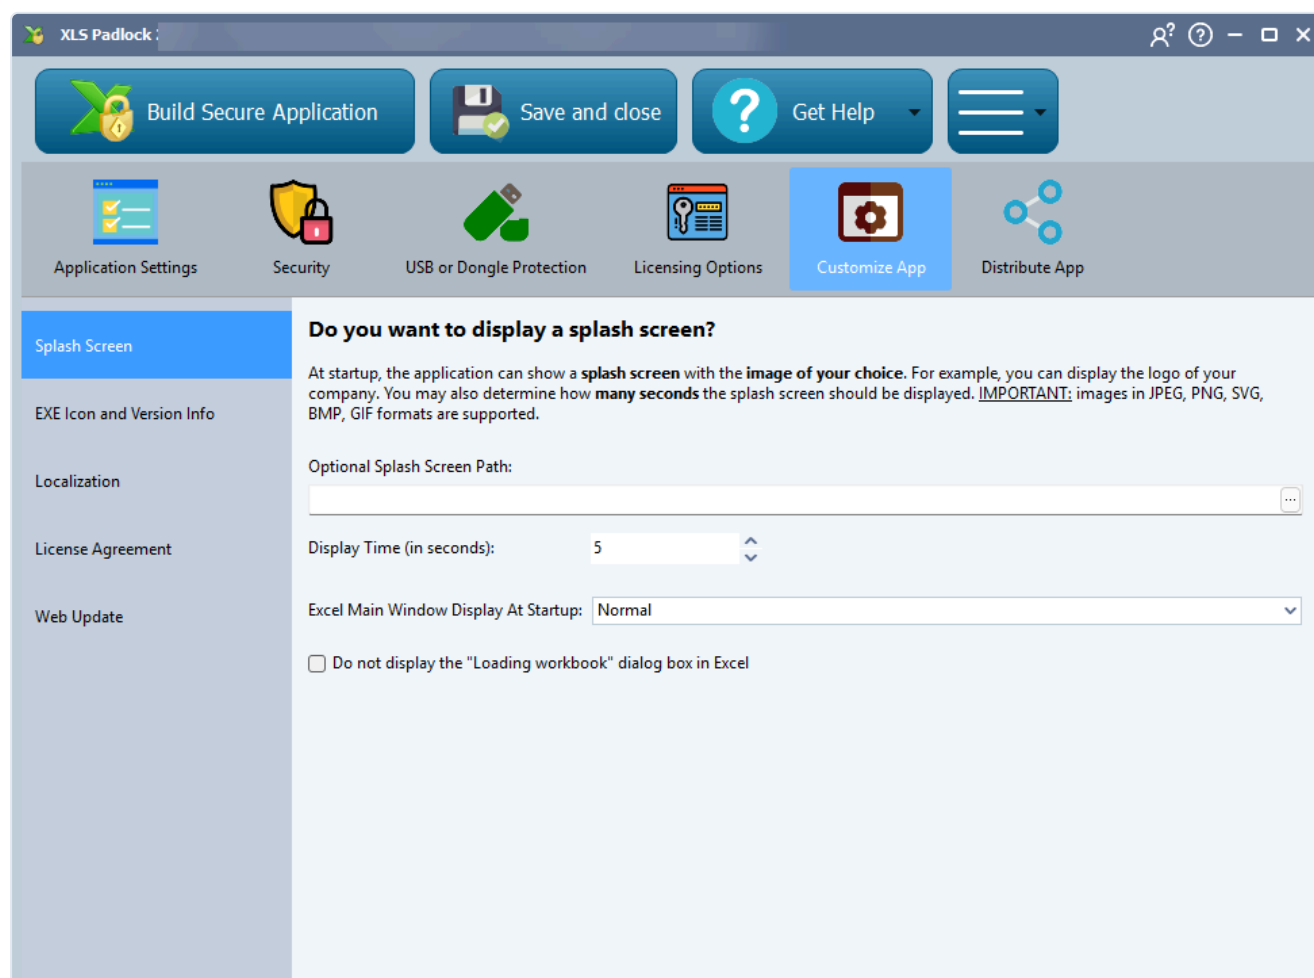 XLS Padlock
Build Secure Application
Save and close
Get Help
Application Settings
Security
USB or Dongle Protection
Licensing Options
Customize App
Distribute App
Splash Screen
EXE Icon and Version Info
Localization
License Agreement
Web Update
Do you want to display a splash screen?
At startup, the application can show a splash screen with the image of your choice. For example, you can display the logo of your
company. You may also determine how many seconds the splash screen should be displayed. IMPORTANT: images in JPEG, PNG, SVG,
BMP, GIF formats are supported.
Optional Splash Screen Path:
...
Display Time (in seconds):
5
Excel Main Window Display At Startup:
Normal
Do not display the "Loading workbook" dialog box in Excel